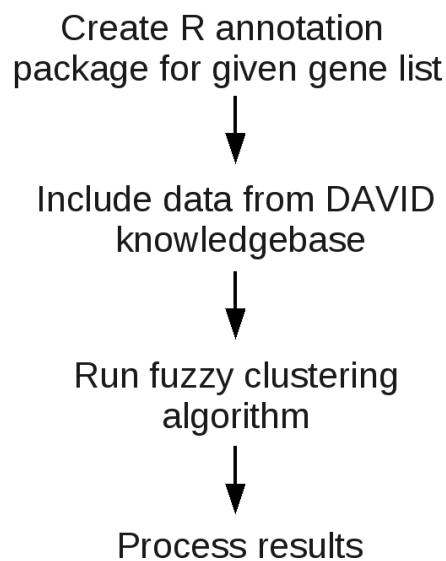 Create R annotation
package for given gene list
Include data from DAVID
knowledgebase
Run fuzzy clustering
algorithm
Process results